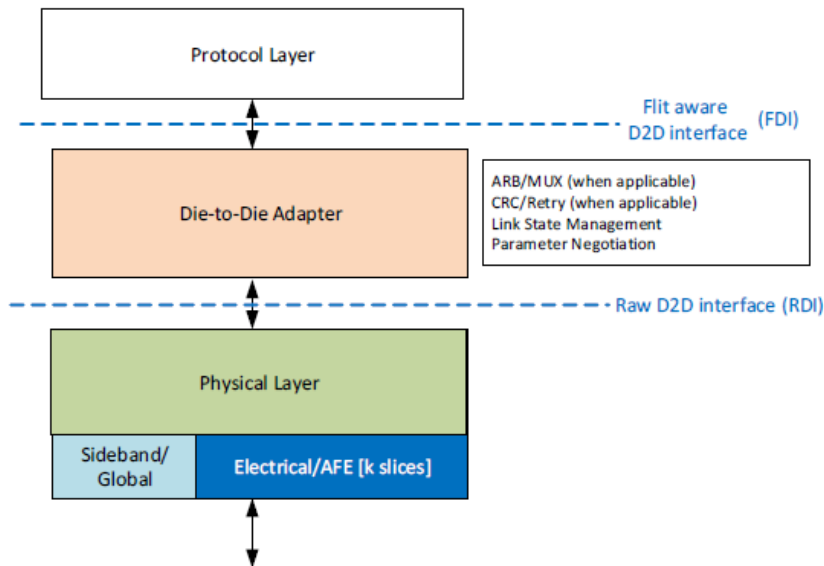 Protocol Layer
Flit aware
D2D interface (FDI)
Die-to-Die Adapter
ARB/MUX (when applicable)
CRC/Retry (when applicable)
Link State Management
Parameter Negotiation
Raw D2D interface (RDI)
Physical Layer
Sideband/
Global
Electrical/AFE [k slices]